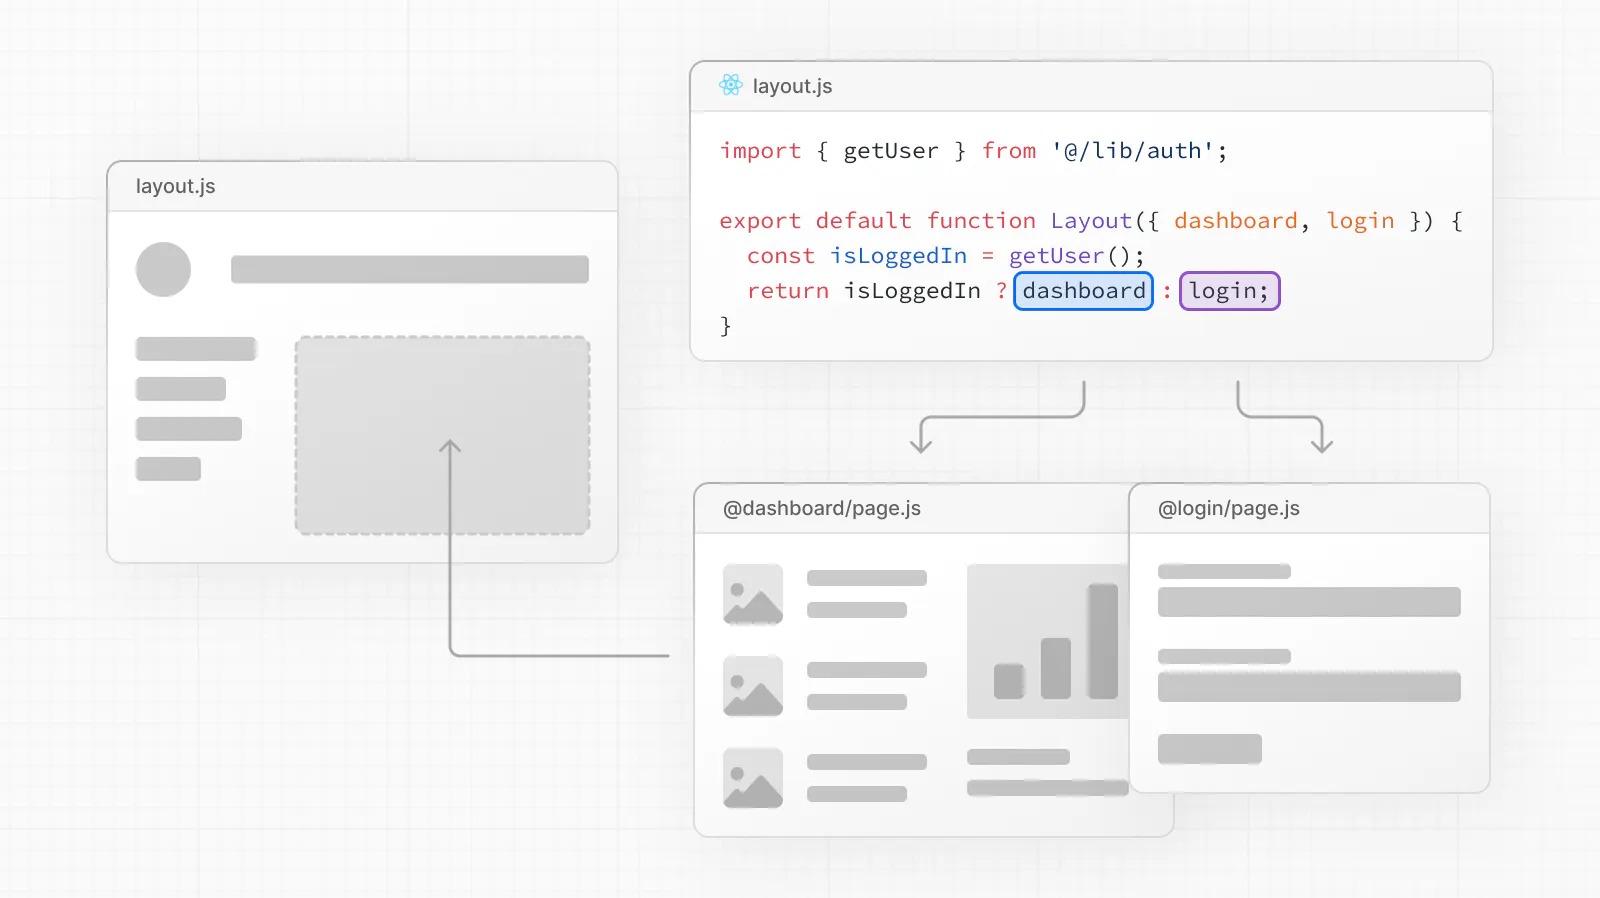 layout.js
layout.js
import { getUser } from '@/lib/auth';
export default function Layout({ dashboard, login }) {
const isLoggedIn = getUser();
return isLoggedIn ? dashboard : login;
}
@dashboard/page.js
@login/page.js